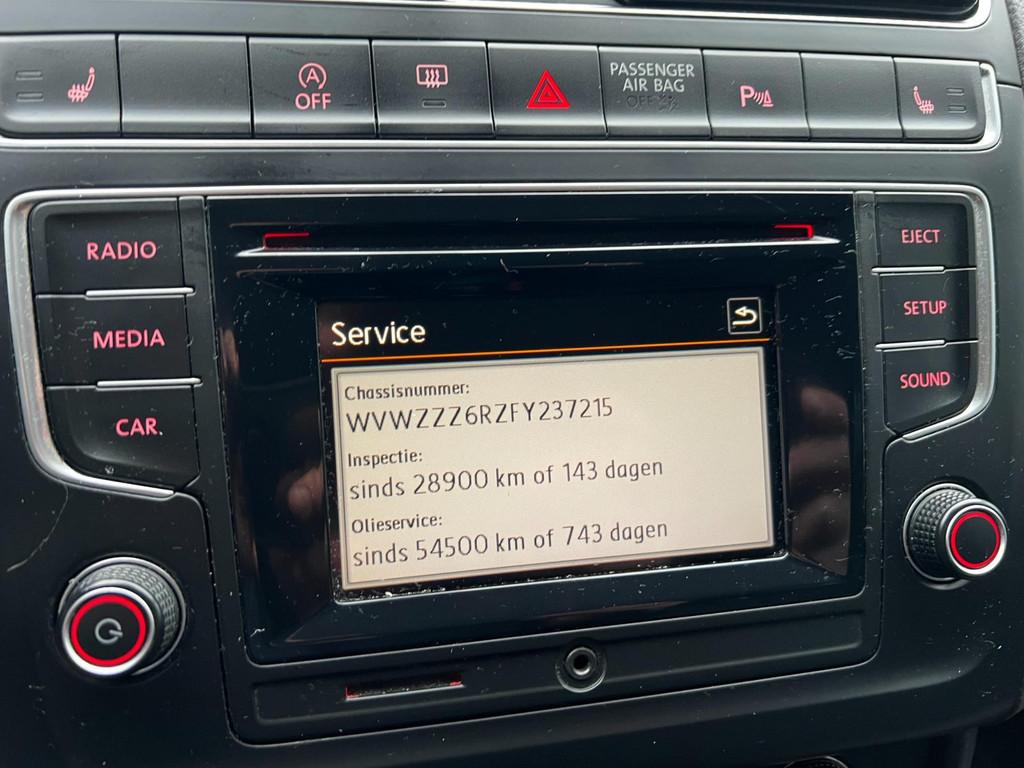 OFF
PASSENGER
AIR BAG
OFF
P
RADIO
MEDIA
CAR
EJECT
SETUP
SOUND
Service
Chassisnummer:
WVWZZZ6RZFY237215
Inspectie:
sinds 28900 km of 143 dagen
Olieservice:
sinds 54500 km of 743 dagen